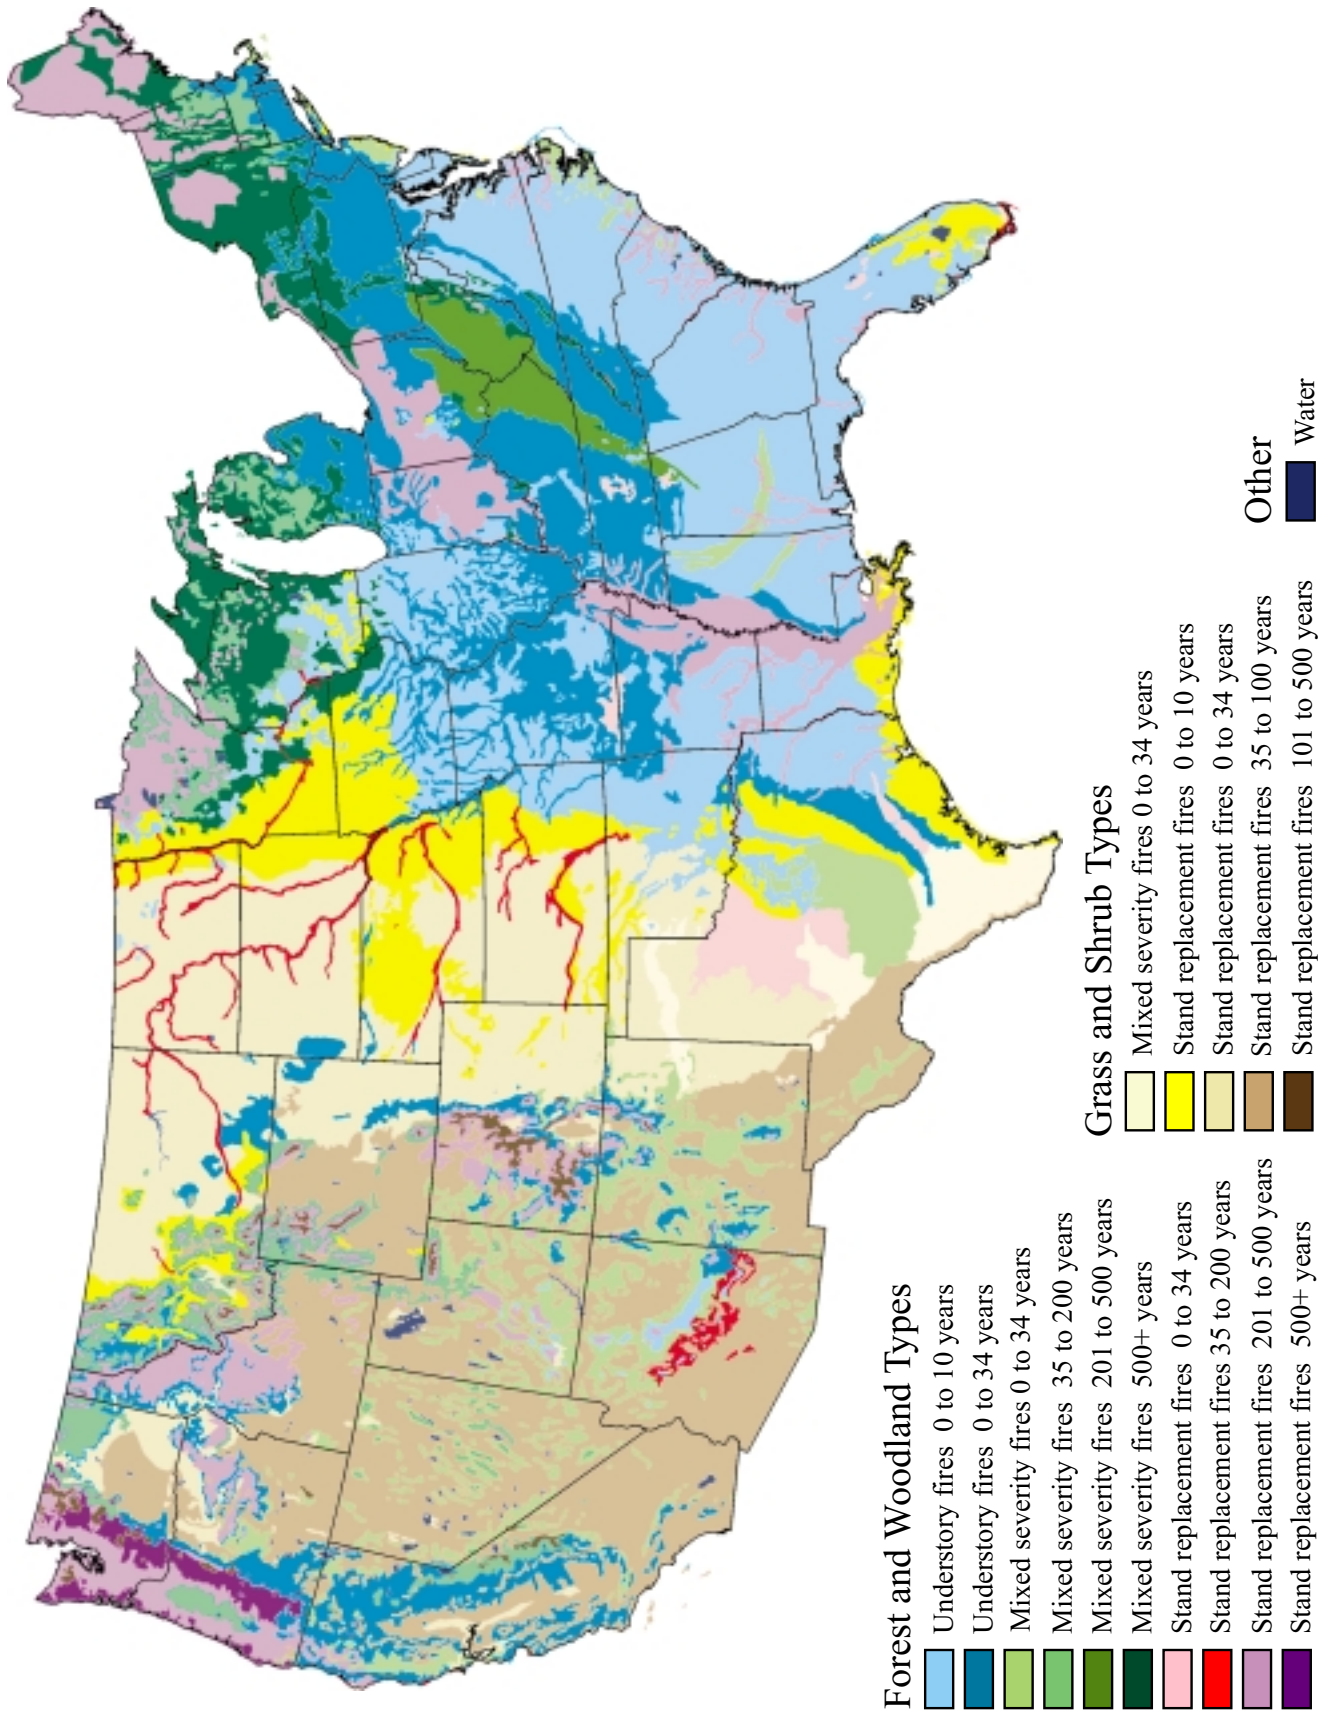 Forest and Woodland Types
Understory fires 0 to 10 years
Understory fires 0 to 34 years
Mixed severity fires 0 to 34 years
Mixed severity fires 35 to 200 years
Mixed severity fires 201 to 500 years
Mixed severity fires 500+ years
Stand replacement fires 0 to 34 years
Stand replacement fires 35 to 200 years
Stand replacement fires 201 to 500 years
Stand replacement fires 500+ years
Grass and Shrub Types
Mixed severity fires 0 to 34 years
Stand replacement fires 0 to 10 years
Stand replacement fires 0 to 34 years
Stand replacement fires 35 to 100 years
Stand replacement fires 101 to 500 years
Other
Water